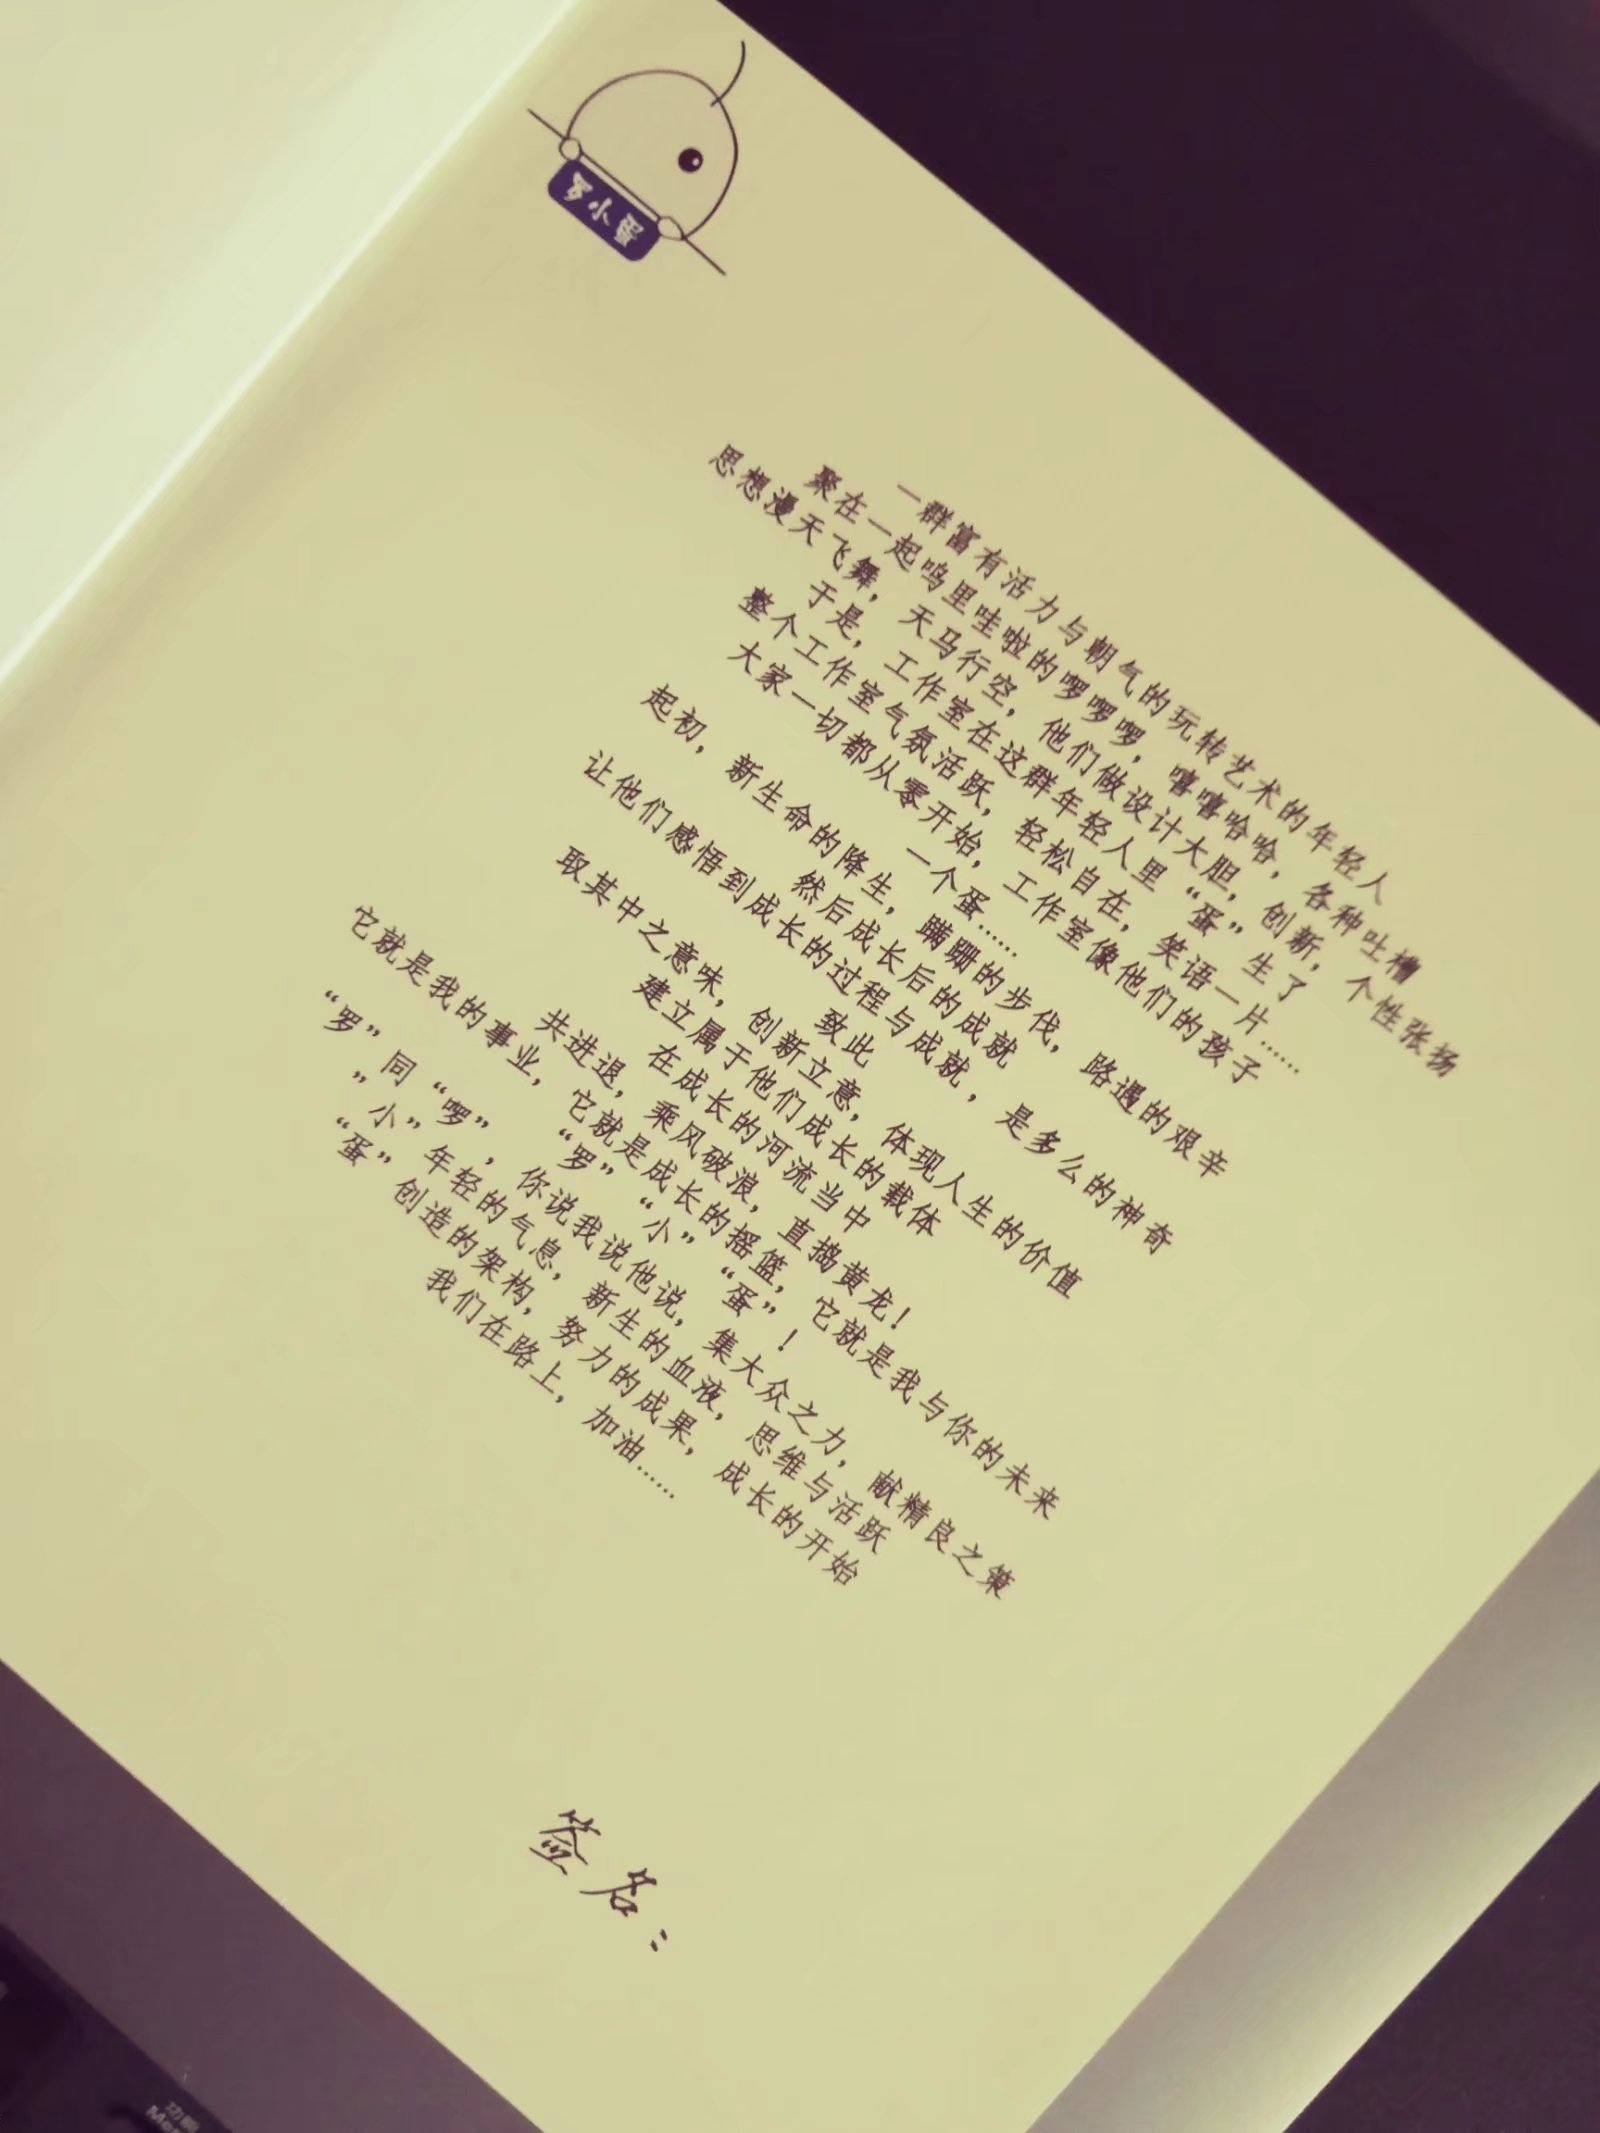 罗小蛋
一群富有活力与朝气的玩转艺术的年轻人
聚在一起呜里哇啦的啰啰啰，嘻嘻哈哈，各种吐槽
思想漫天飞舞，天马行空，他们做设计大胆，创新，个性张扬
于是，工作室在这群年轻人里“蛋”生了
整个工作室气氛活跃，轻松自在，笑语一片……
大家一切都从零开始，工作室像他们的孩子
一个蛋……
起初，新生命的降生，蹒跚的步伐，路遇的艰辛
然后成长后的成就
让他们感悟到成长的过程与成就，是多么的神奇
致此
取其中之意味，创新立意，体现人生的价值
建立属于他们成长的载体
在成长的河流当中
共进退，乘风破浪，直捣黄龙！
它就是我的事业，它就是成长的摇篮，它就是我与你的未来
“罗”“小”“蛋”！
“罗”同“啰”，你说我说他说，集大众之力，献精良之策
”小”年轻的气息，新生的血液，思维与活跃
“蛋”创造的架构，努力的成果，成长的开始
我们在路上，加油……
签名：
功能